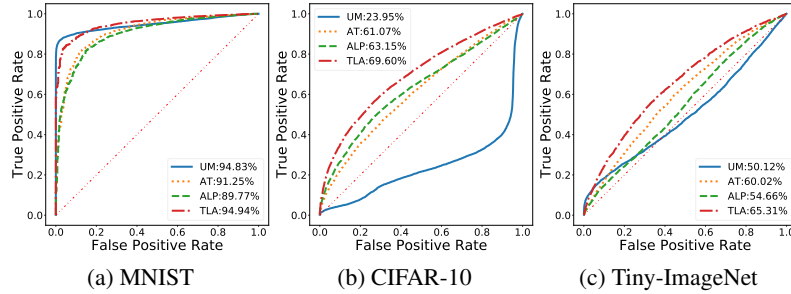 True Positive Rate
1.0
0.8
0.6
0.4
0.2
0.0
UM:94.83%
AT:91.25%
ALP:89.77%
TLA:94.94%
0.0 0.2 0.4 0.6 0.8 1.0
False Positive Rate
(a) MNIST
True Positive Rate
1.0
0.8
0.6
0.4
0.2
0.0
UM:23.95%
AT:61.07%
ALP:63.15%
TLA:69.60%
0.0 0.2 0.4 0.6 0.8 1.0
False Positive Rate
(b) CIFAR-10
True Positive Rate
1.0
0.8
0.6
0.4
0.2
0.0
UM:50.12%
AT:60.02%
ALP:54.66%
TLA:65.31%
0.0 0.2 0.4 0.6 0.8 1.0
False Positive Rate
(c) Tiny-ImageNet